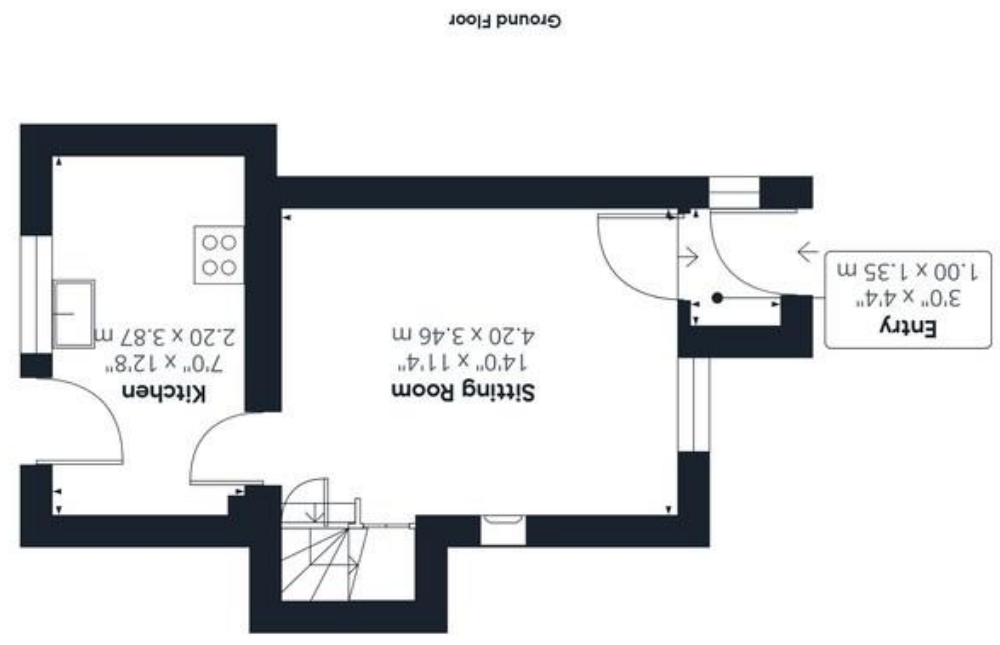 Entry
3'0" x 4'4"
1.00 x 1.35 m
Sitting Room
14'0" x 11'4"
4.20 x 3.46 m
Kitchen
7'0" x 12'8"
2.20 x 3.87 m
Ground Floor